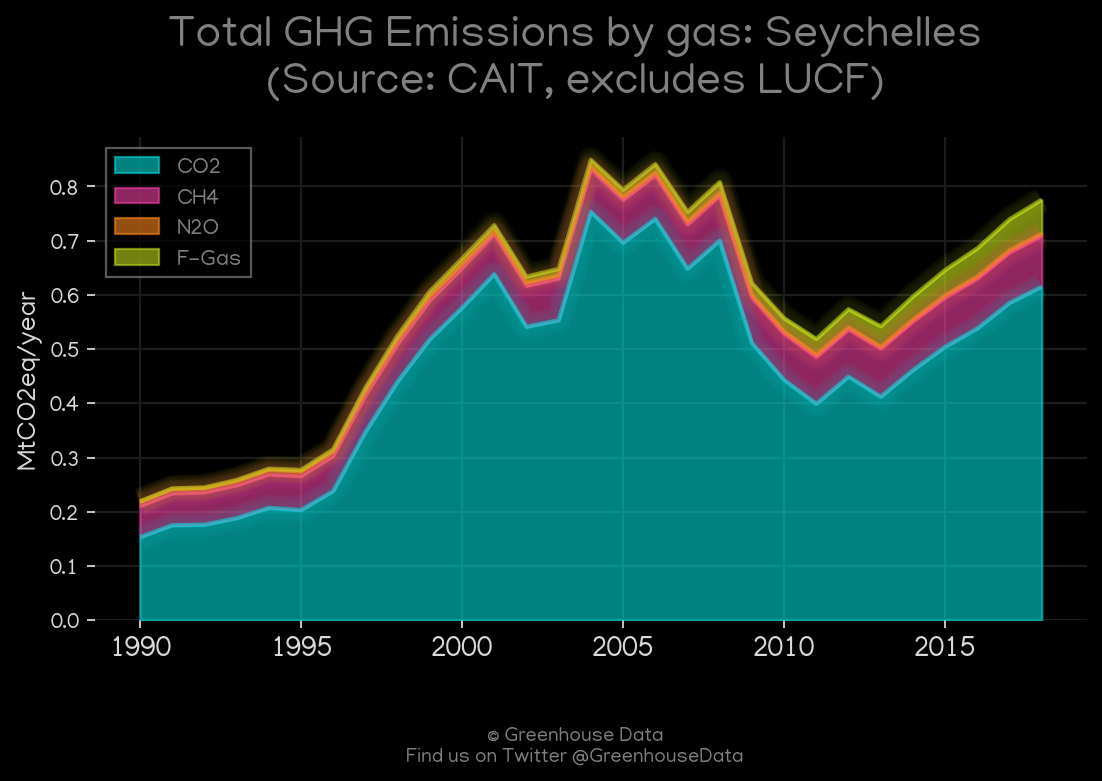 Total GHG Emissions by gas: Seychelles
(Source: CAIT, excludes LUCF)
CO2
CH4
N2O
F-Gas
MtCO2eq/year
0.8
0.7
0.6
0.5
0.4
0.3
0.2
0.1
0.0
1990 1995 2000 2005 2010 2015
© Greenhouse Data
Find us on Twitter @GreenhouseData